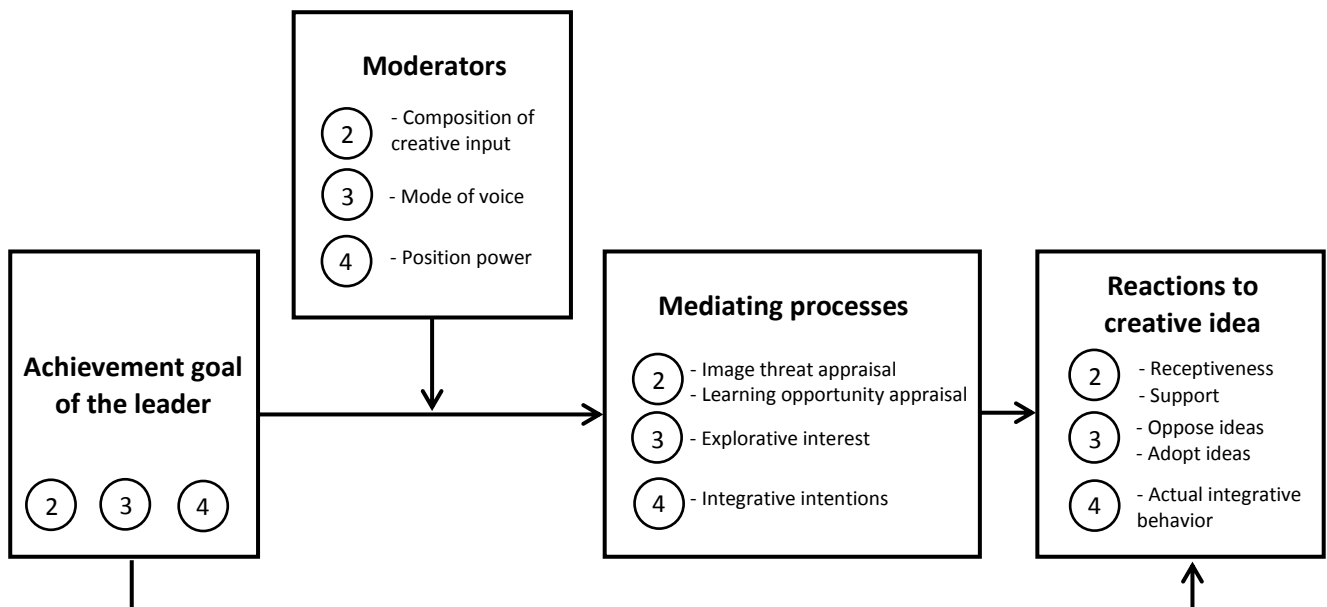 Moderators
2
- Composition of
creative input
3
- Mode of voice
4
- Position power
Achievement goal
of the leader
2 3 4
Mediating processes
2
- Image threat appraisal
- Learning opportunity appraisal
3
- Explorative interest
4
- Integrative intentions
Reactions to
creative idea
2
- Receptiveness
- Support
3
- Oppose ideas
- Adopt ideas
4
- Actual integrative
behavior